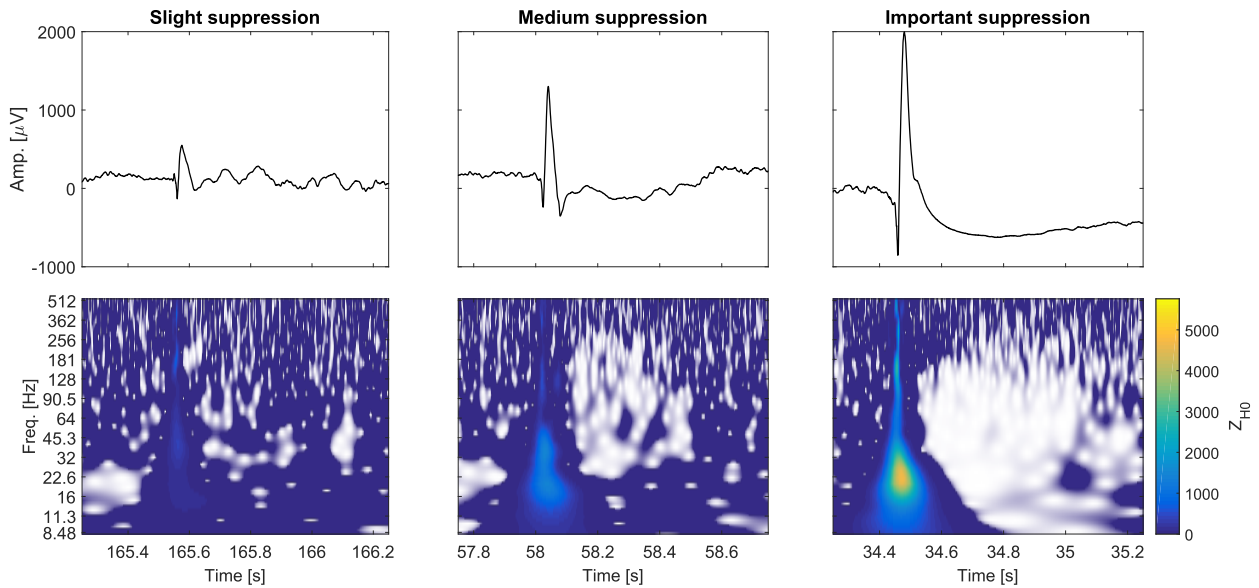 Slight suppression
Medium suppression
Important suppression
2000
1000
0
-1000
Amp. [μV]
512
362
256
181
128
90.5
64
45.3
32
22.6
16
11.3
8.48
Freq. [Hz]
165.4 165.6 165.8 166 166.2
Time [s]
57.8 58 58.2 58.4 58.6
Time [s]
34.4 34.6 34.8 35 35.2
Time [s]
5000
4000
3000
2000
1000
0
Z_H0